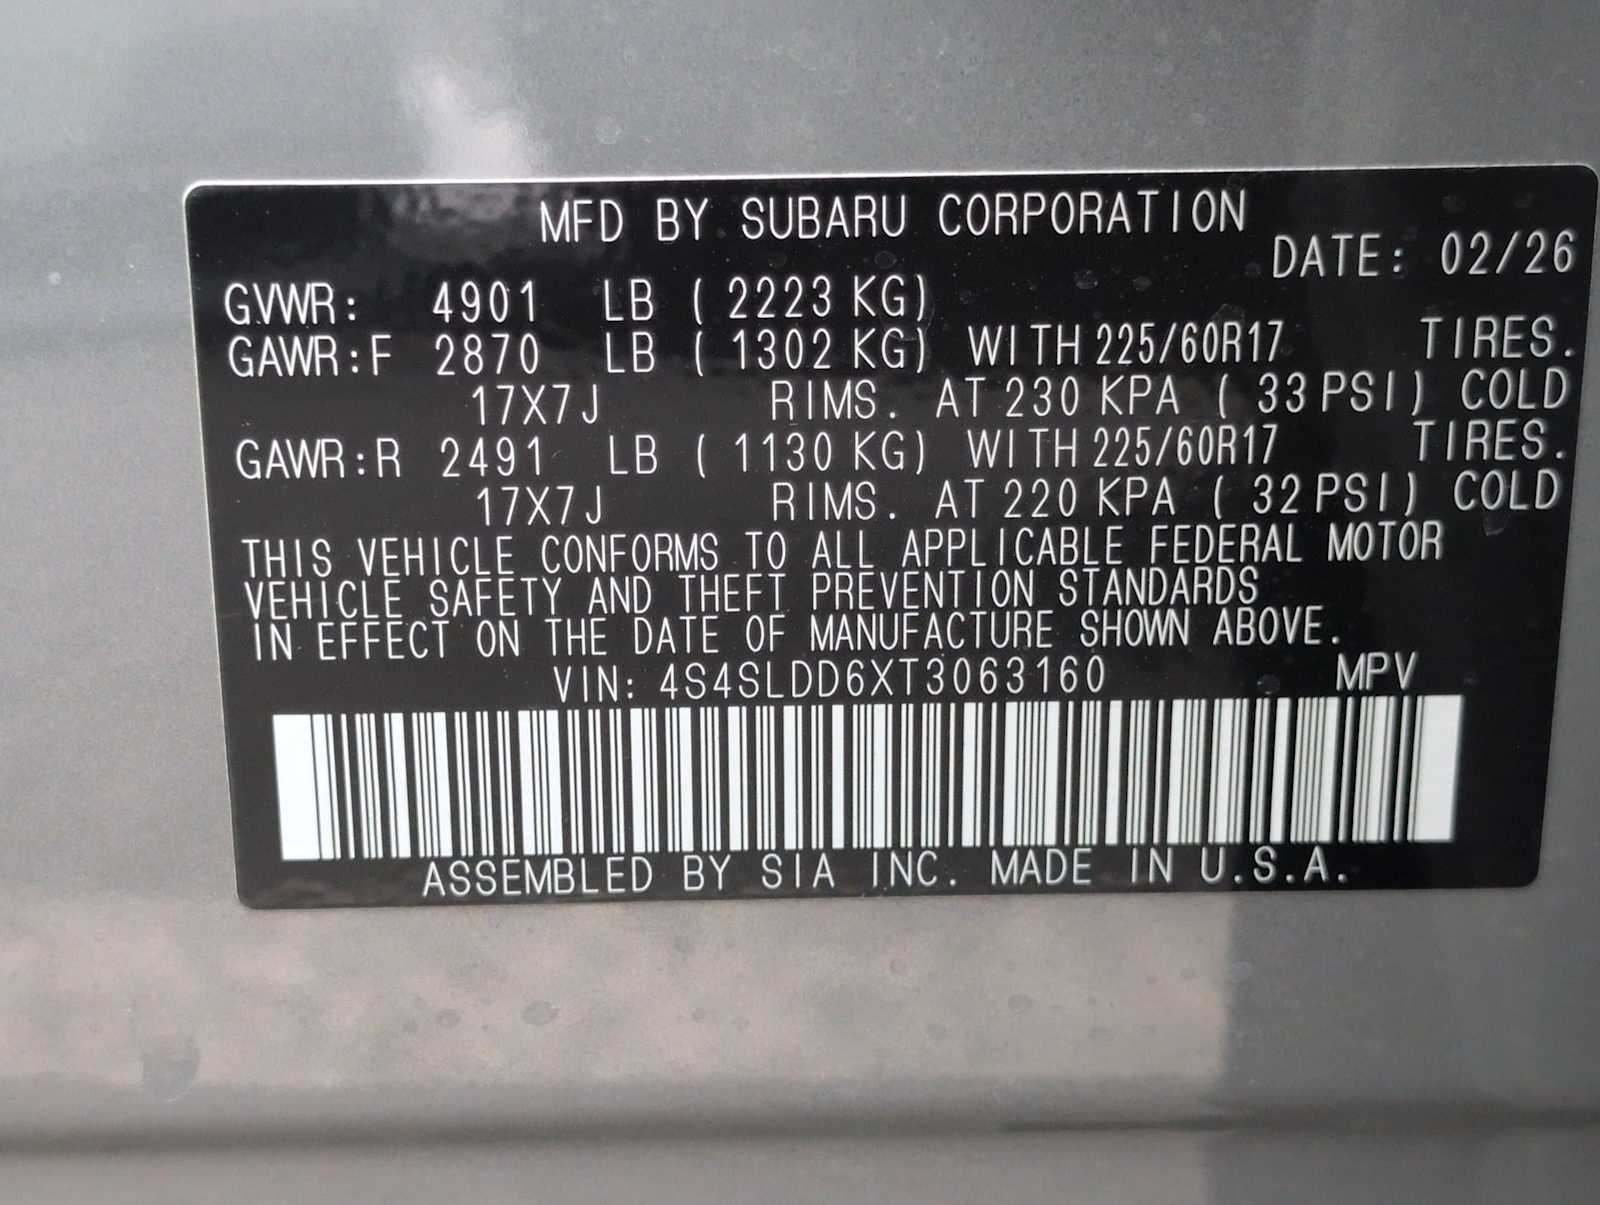 MFD BY SUBARU CORPORATION
DATE: 02/26
GVWR: 4901 LB ( 2223 KG)
GAWR:F 2870 LB ( 1302 KG) WITH 225/60R17 TIRES.
17X7J RIMS. AT 230 KPA ( 33 PSI) COLD
GAWR:R 2491 LB ( 1130 KG) WITH 225/60R17 TIRES.
17X7J RIMS. AT 220 KPA ( 32 PSI) COLD
THIS VEHICLE CONFORMS TO ALL APPLICABLE FEDERAL MOTOR
VEHICLE SAFETY AND THEFT PREVENTION STANDARDS
IN EFFECT ON THE DATE OF MANUFACTURE SHOWN ABOVE.
VIN: 4S4SLDD6XT3063160 MPV
ASSEMBLED BY SIA INC. MADE IN U.S.A.